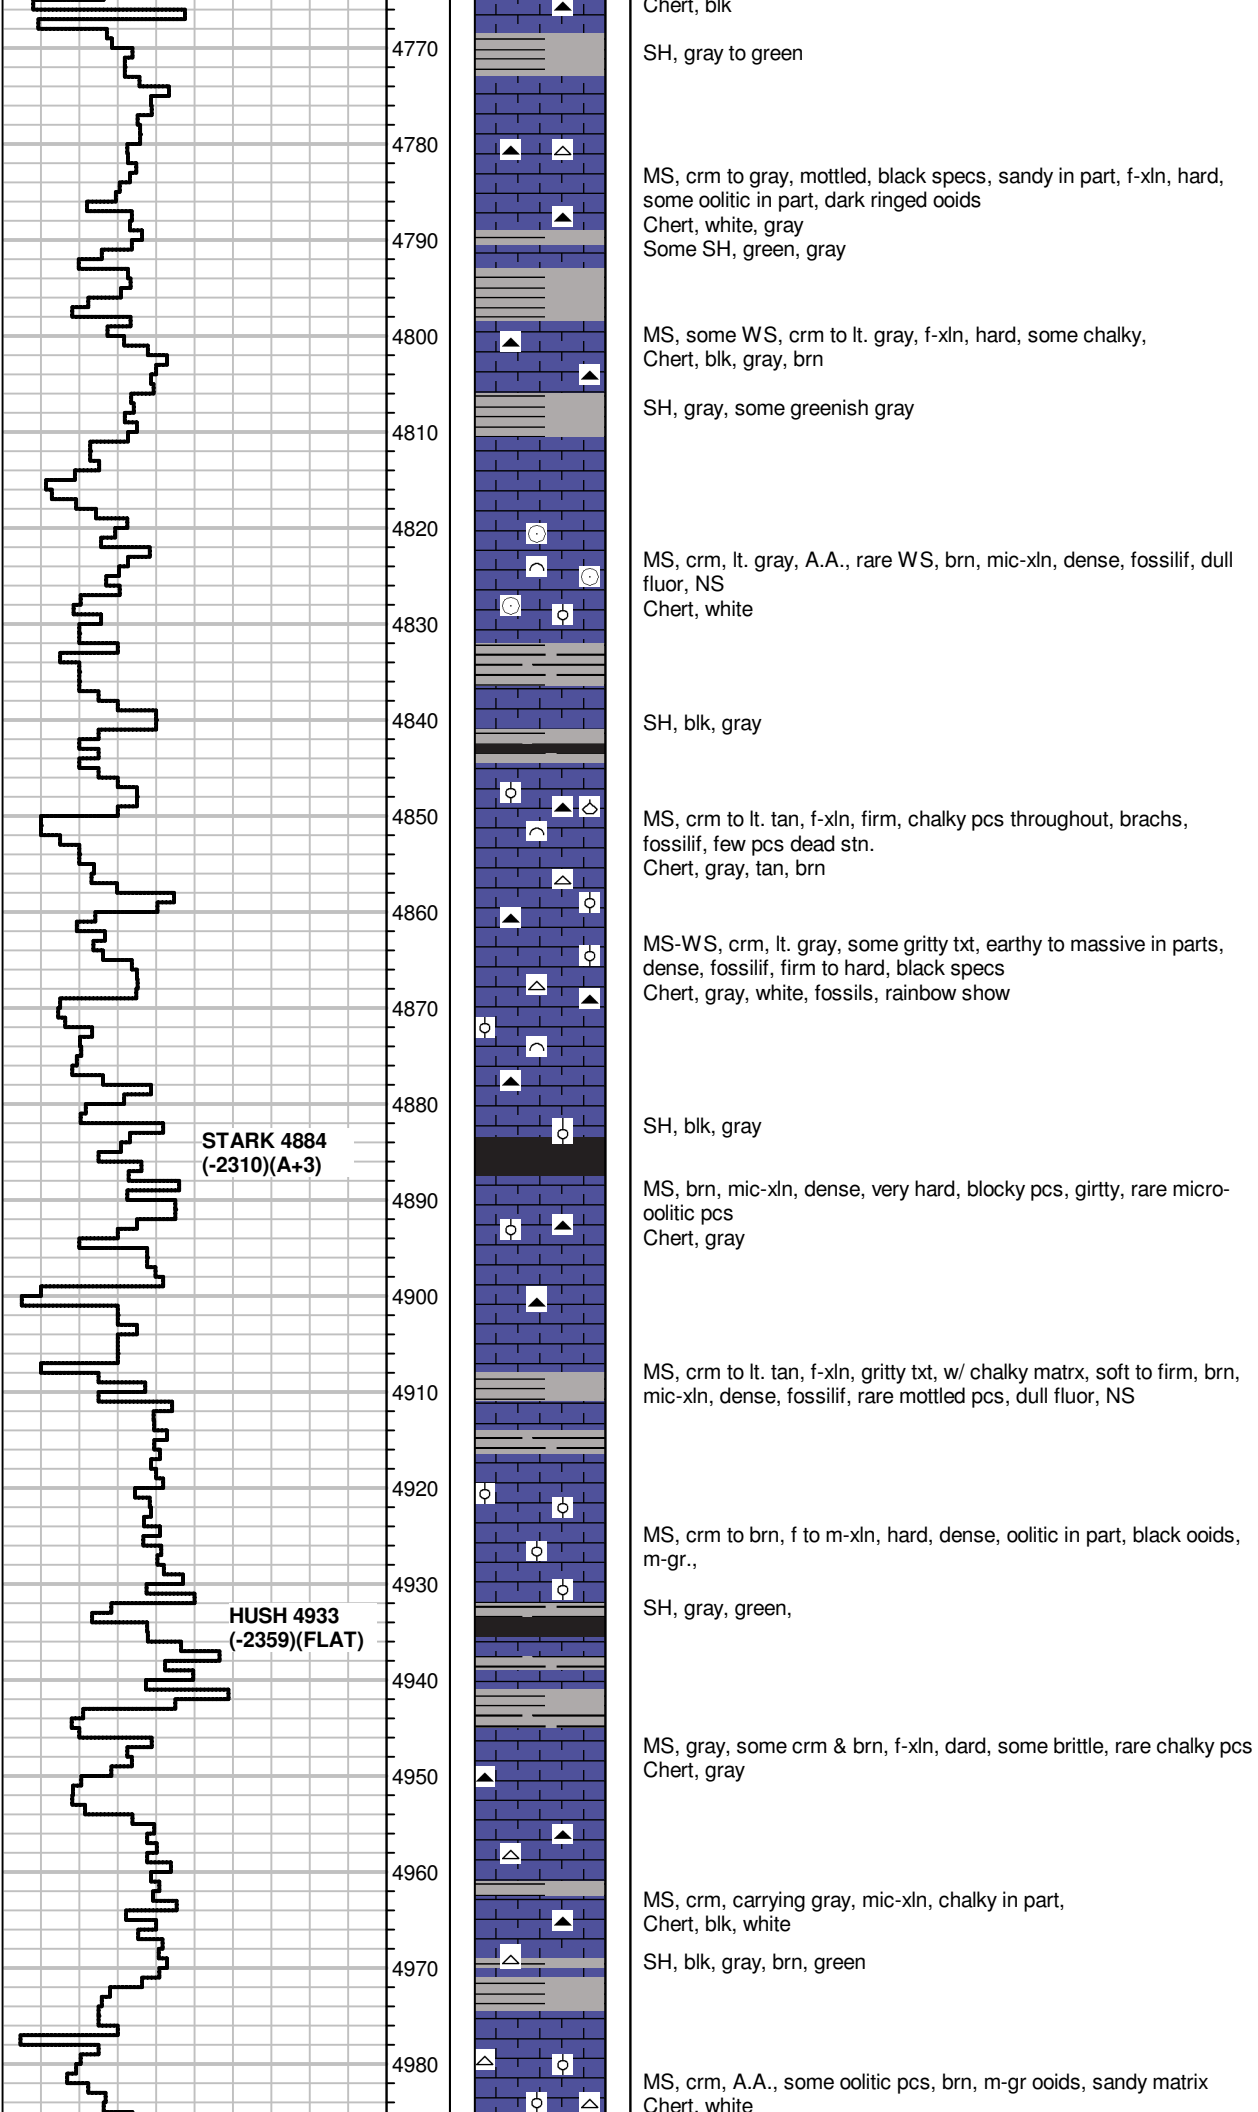 Chert, blk
4770
SH, gray to green
4780
MS, crm to gray, mottled, black specs, sandy in part, f-xln, hard,
some oolitic in part, dark ringed ooids
Chert, white, gray
4790
Some SH, green, gray
4800
MS, some WS, crm to lt. gray, f-xln, hard, some chalky,
Chert, blk, gray, brn
SH, gray, some greenish gray
4810
4820
MS, crm, lt. gray, A.A., rare WS, brn, mic-xln, dense, fossilif, dull
fluor, NS
Chert, white
4830
4840
SH, blk, gray
4850
MS, crm to lt. tan, f-xln, firm, chalky pcs throughout, brachs,
fossilif, few pcs dead stn.
Chert, gray, tan, brn
4860
MS-WS, crm, lt. gray, some gritty txt, earthy to massive in parts,
dense, fossilif, firm to hard, black specs
Chert, gray, white, fossils, rainbow show
4870
4880
SH, blk, gray
STARK 4884
(-2310)(A+3)
4890
MS, brn, mic-xln, dense, very hard, blocky pcs, girtty, rare micro-
oolitic pcs
Chert, gray
4900
MS, crm to lt. tan, f-xln, gritty txt, w/ chalky matrx, soft to firm, brn,
mic-xln, dense, fossilif, rare mottled pcs, dull fluor, NS
4910
4920
MS, crm to brn, f to m-xln, hard, dense, oolitic in part, black ooids,
m-gr.,
4930
SH, gray, green,
HUSH 4933
(-2359)(FLAT)
4940
MS, gray, some crm & brn, f-xln, dard, some brittle, rare chalky pcs
Chert, gray
4950
4960
MS, crm, carrying gray, mic-xln, chalky in part,
Chert, blk, white
SH, blk, gray, brn, green
4970
4980
MS, crm, A.A., some oolitic pcs, brn, m-gr ooids, sandy matrix
Chert, white